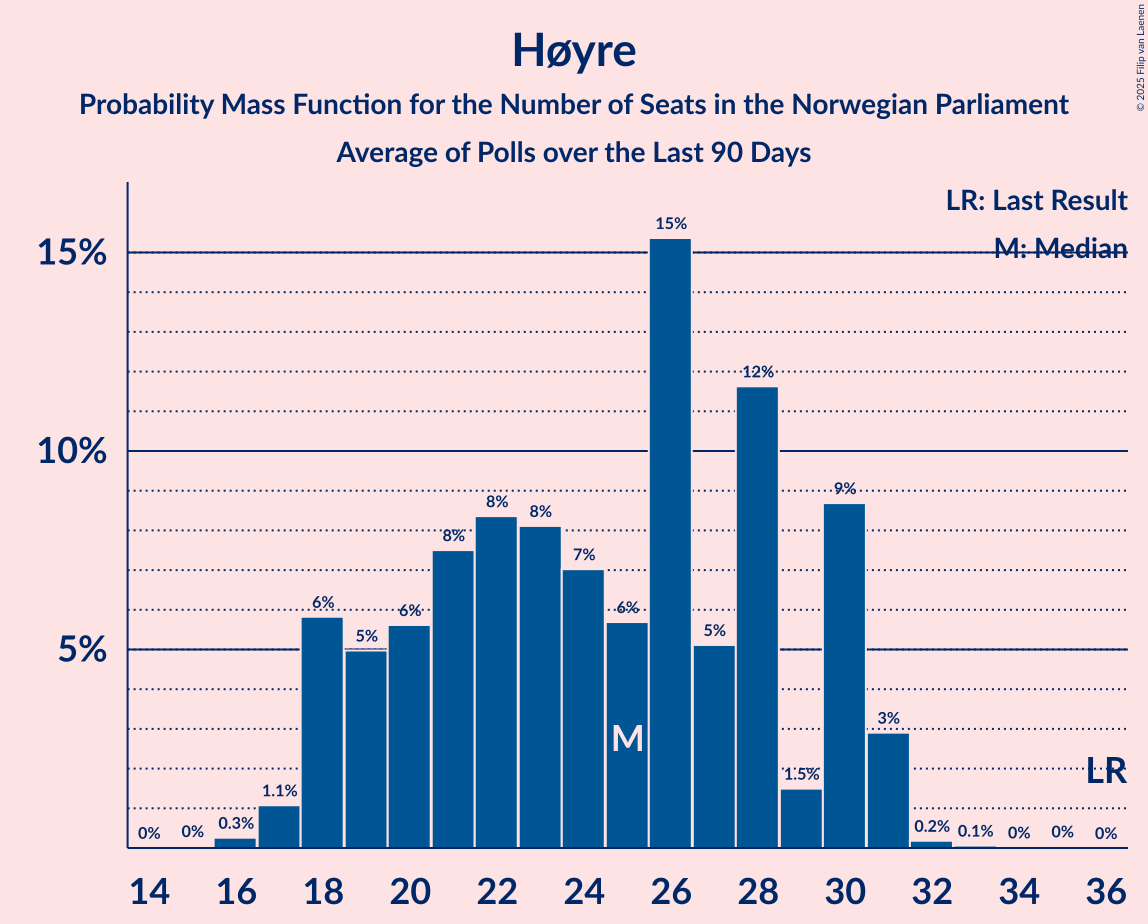 Høyre
Probability Mass Function for the Number of Seats in the Norwegian Parliament
Average of Polls over the Last 90 Days
© 2025 Filip van Laenen
LR: Last Result
M: Median
15%
10%
5%
0% 0% 0.3% 1.1% 6% 5% 6% 8% 8% 8% 7% 6% 15% 5% 12% 1.5% 9% 3% 0.2% 0.1% 0% 0% 0%
M
LR
14 16 18 20 22 24 26 28 30 32 34 36